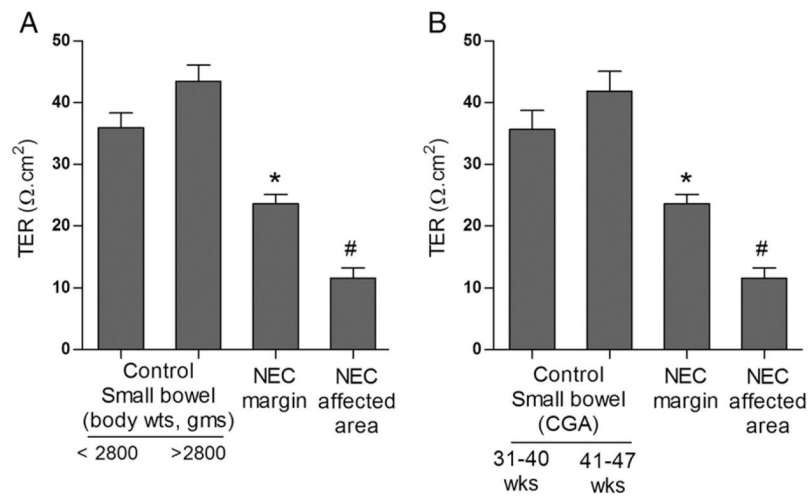 A
TER (Ω.cm²)
50
40
30
20
10
0
*
#
Control
Small bowel
(body wts, gms)
< 2800 >2800
NEC
margin
NEC
affected
area
B
TER (Ω.cm²)
50
40
30
20
10
0
*
#
Control
Small bowel
(CGA)
31-40
wks
41-47
wks
NEC
margin
NEC
affected
area